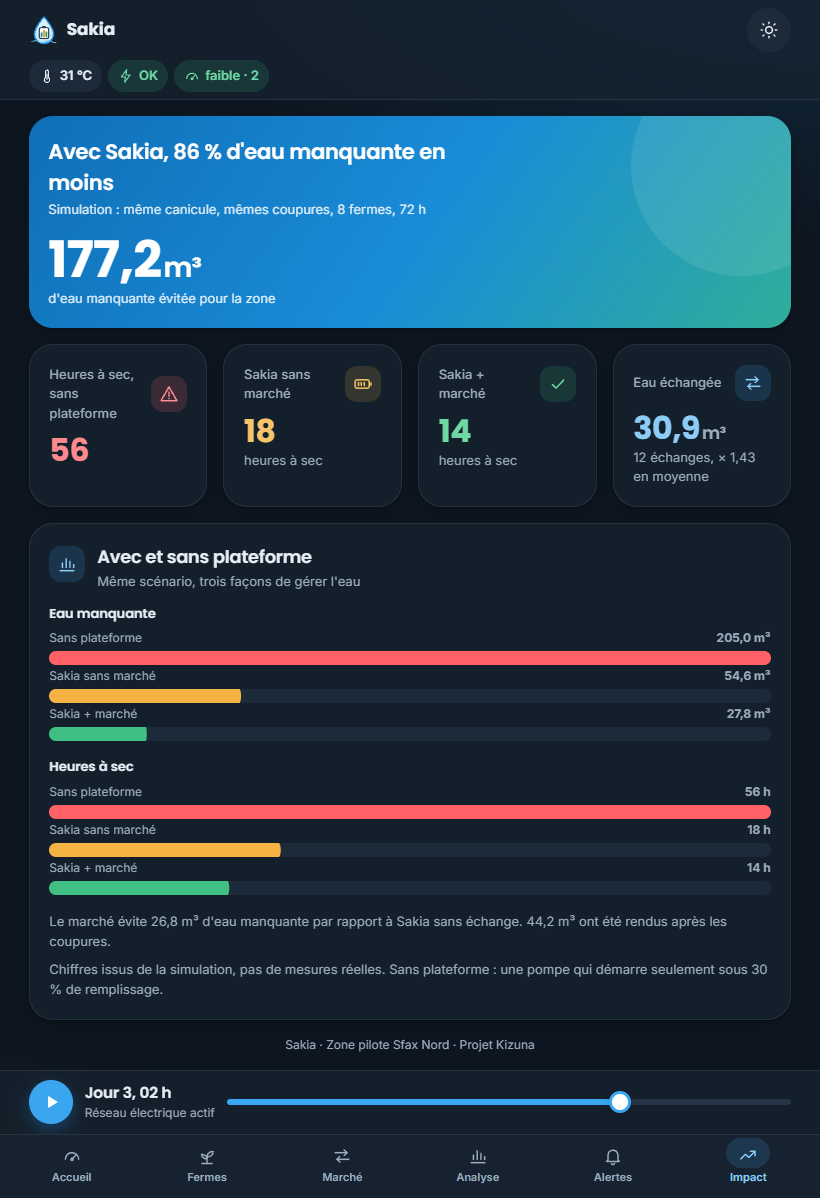 Sakia
31 °C
OK
faible · 2
Avec Sakia, 86 % d'eau manquante en
moins
Simulation : même canicule, mêmes coupures, 8 fermes, 72 h
177,2 m³
d'eau manquante évitée pour la zone
Heures à sec,
sans
plateforme
56
Sakia sans
marché
18
heures à sec
Sakia +
marché
14
heures à sec
Eau échangée
30,9 m³
12 échanges, × 1,43
en moyenne
Avec et sans plateforme
Même scénario, trois façons de gérer l'eau
Eau manquante
Sans plateforme 205,0 m³
Sakia sans marché 54,6 m³
Sakia + marché 27,8 m³
Heures à sec
Sans plateforme 56 h
Sakia sans marché 18 h
Sakia + marché 14 h
Le marché évite 26,8 m³ d'eau manquante par rapport à Sakia sans échange. 44,2 m³ ont été rendus après les
coupures.
Chiffres issus de la simulation, pas de mesures réelles. Sans plateforme : une pompe qui démarre seulement sous 30
% de remplissage.
Sakia · Zone pilote Sfax Nord · Projet Kizuna
Jour 3, 02 h
Réseau électrique actif
Accueil
Fermes
Marché
Analyse
Alertes
Impact